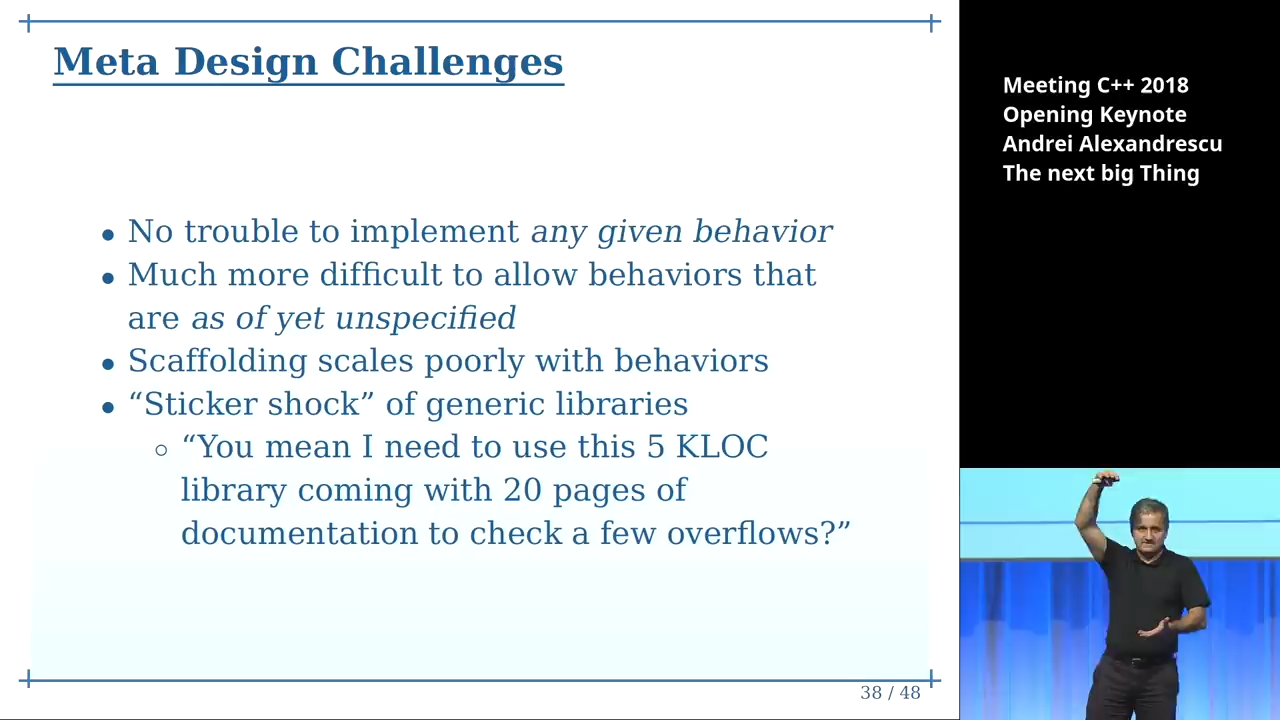 Meta Design Challenges
• No trouble to implement any given behavior
• Much more difficult to allow behaviors that
are as of yet unspecified
• Scaffolding scales poorly with behaviors
• “Sticker shock” of generic libraries
◦ “You mean I need to use this 5 KLOC
library coming with 20 pages of
documentation to check a few overflows?”
38 / 48
Meeting C++ 2018
Opening Keynote
Andrei Alexandrescu
The next big Thing